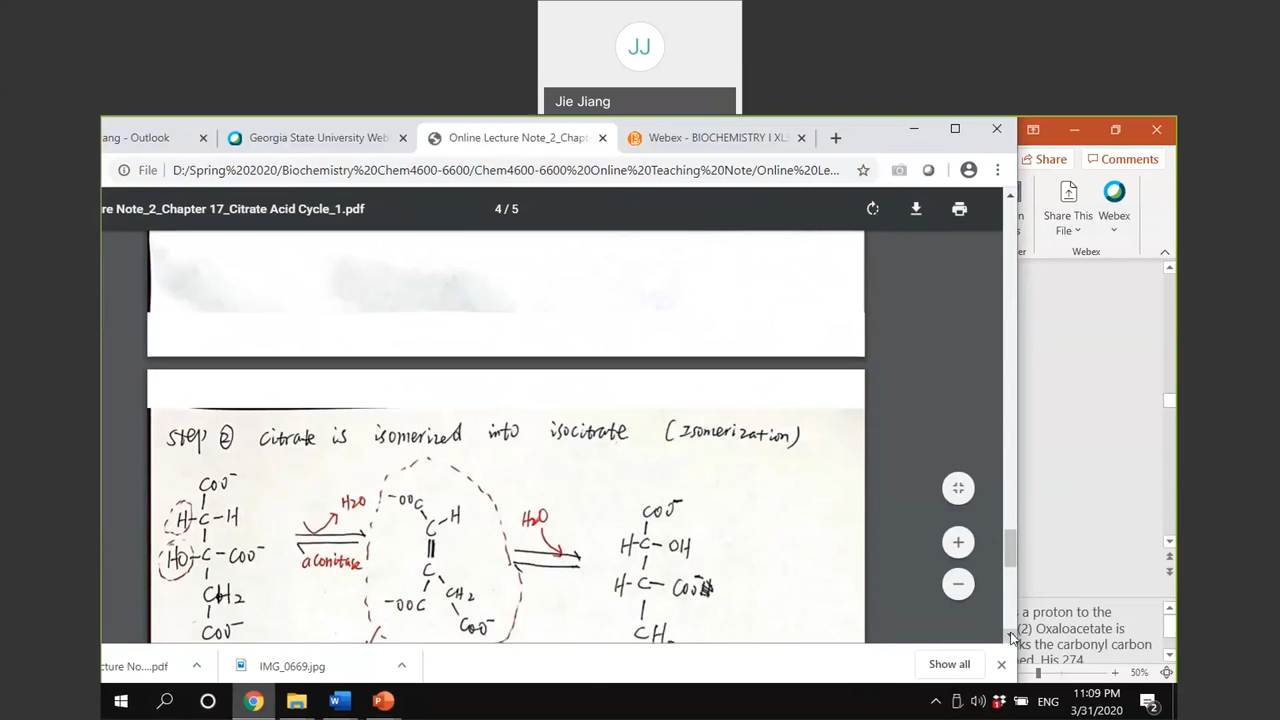 JJ
Jie Jiang
ang - Outlook
Georgia State University Web
Online Lecture Note_2_Chapt
Webex - BIOCHEMISTRY I XLS
File
D:/Spring%202020/Biochemistry%20Chem4600-6600/Chem4600-6600%20Online%20Teaching%20Note/Online%20Le...
re Note_2_Chapter 17_Citrate Acid Cycle_1.pdf
4 / 5
Share
Comments
Share This
File
Webex
Webex
Step ② citrate is isomerized into isocitrate (Isomerization)
COO⁻
H-C-H
HO-C-COO⁻
CH2
COO⁻
H2O
aconitase
-OOC
C H
C
-OOC
CH2
COO⁻
H2O
COO⁻
H-C-OH
H-C-COO⁻
CH
a proton to the
(2) Oxaloacetate is
ks the carbonyl carbon
ed. His 274
cture No....pdf
IMG_0669.jpg
Show all
50%
ENG
11:09 PM
3/31/2020
2